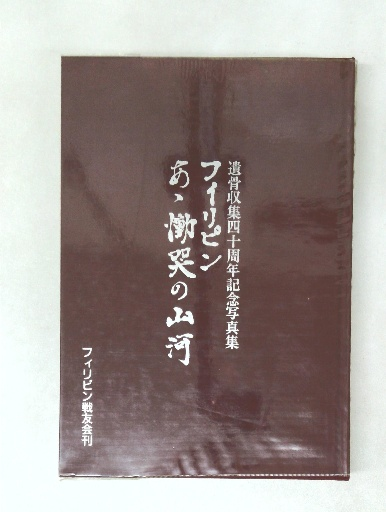 遺骨収集四十周年記念写真集
フィリピン
あゝ慟哭の山河
フィリピン戦友会刊